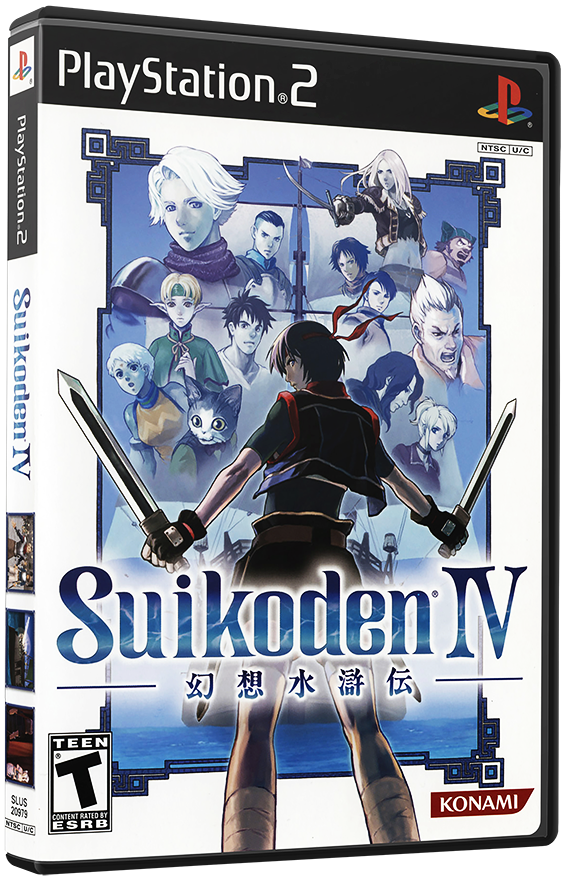 PlayStation®2
NTSC U/C
Suikoden® IV
幻想水滸伝
TEEN
T
CONTENT RATED BY
ESRB
KONAMI
PlayStation®2
Suikoden IV
SLUS
20979
NTSC U/C